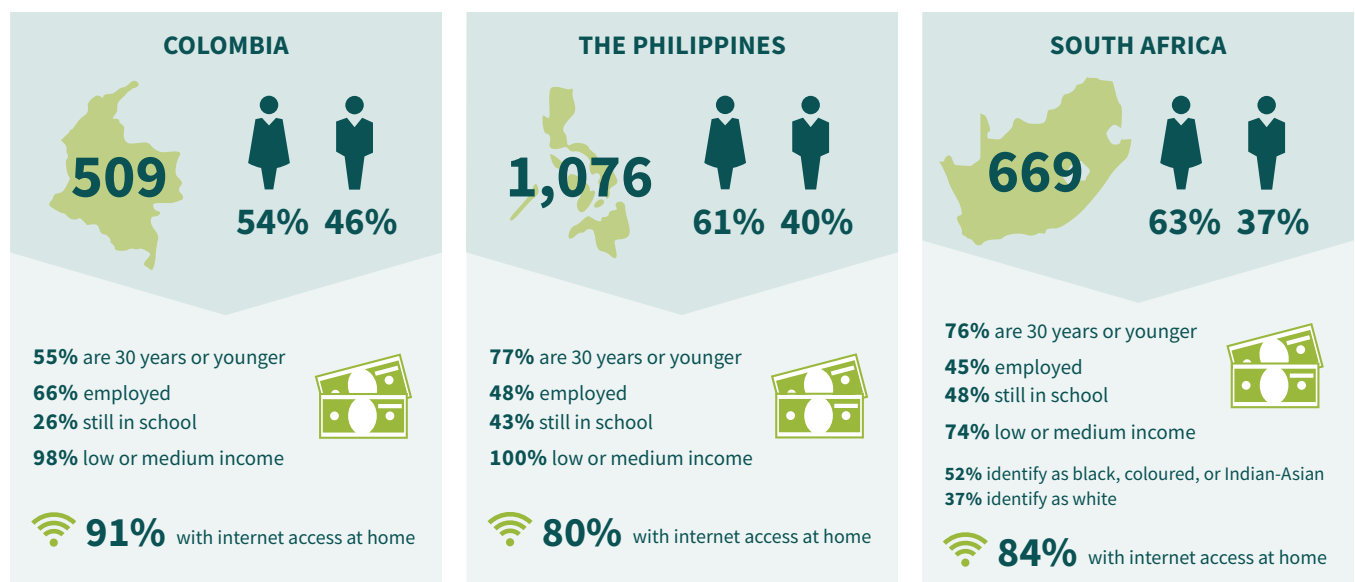 COLOMBIA
509
54% 46%
55% are 30 years or younger
66% employed
26% still in school
98% low or medium income
91% with internet access at home
THE PHILIPPINES
1,076
61% 40%
77% are 30 years or younger
48% employed
43% still in school
100% low or medium income
80% with internet access at home
SOUTH AFRICA
669
63% 37%
76% are 30 years or younger
45% employed
48% still in school
74% low or medium income
52% identify as black, coloured, or Indian-Asian
37% identify as white
84% with internet access at home